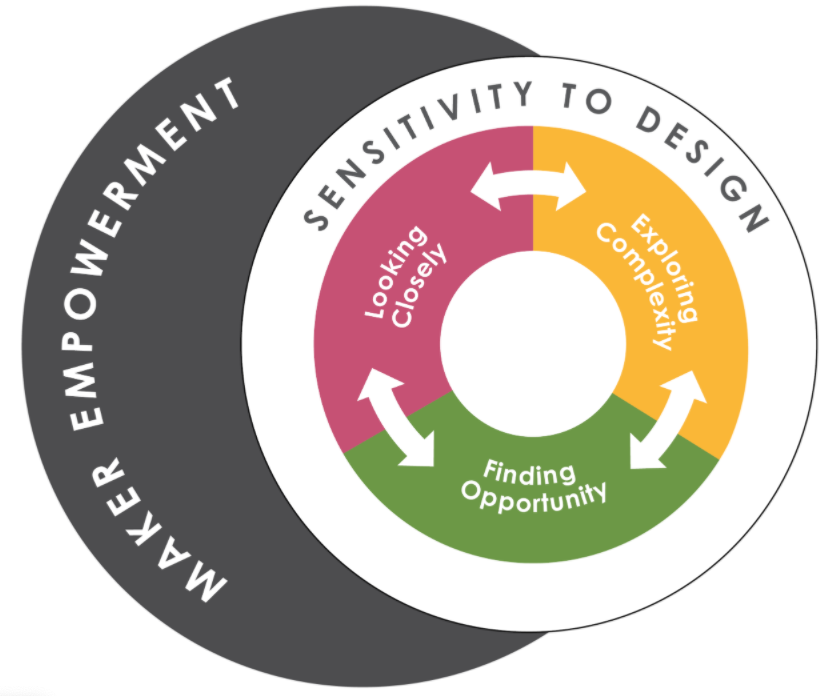 MAKER EMPOWERMENT
SENSITIVITY TO DESIGN
Looking
Closely
Exploring
Complexity
Finding
Opportunity